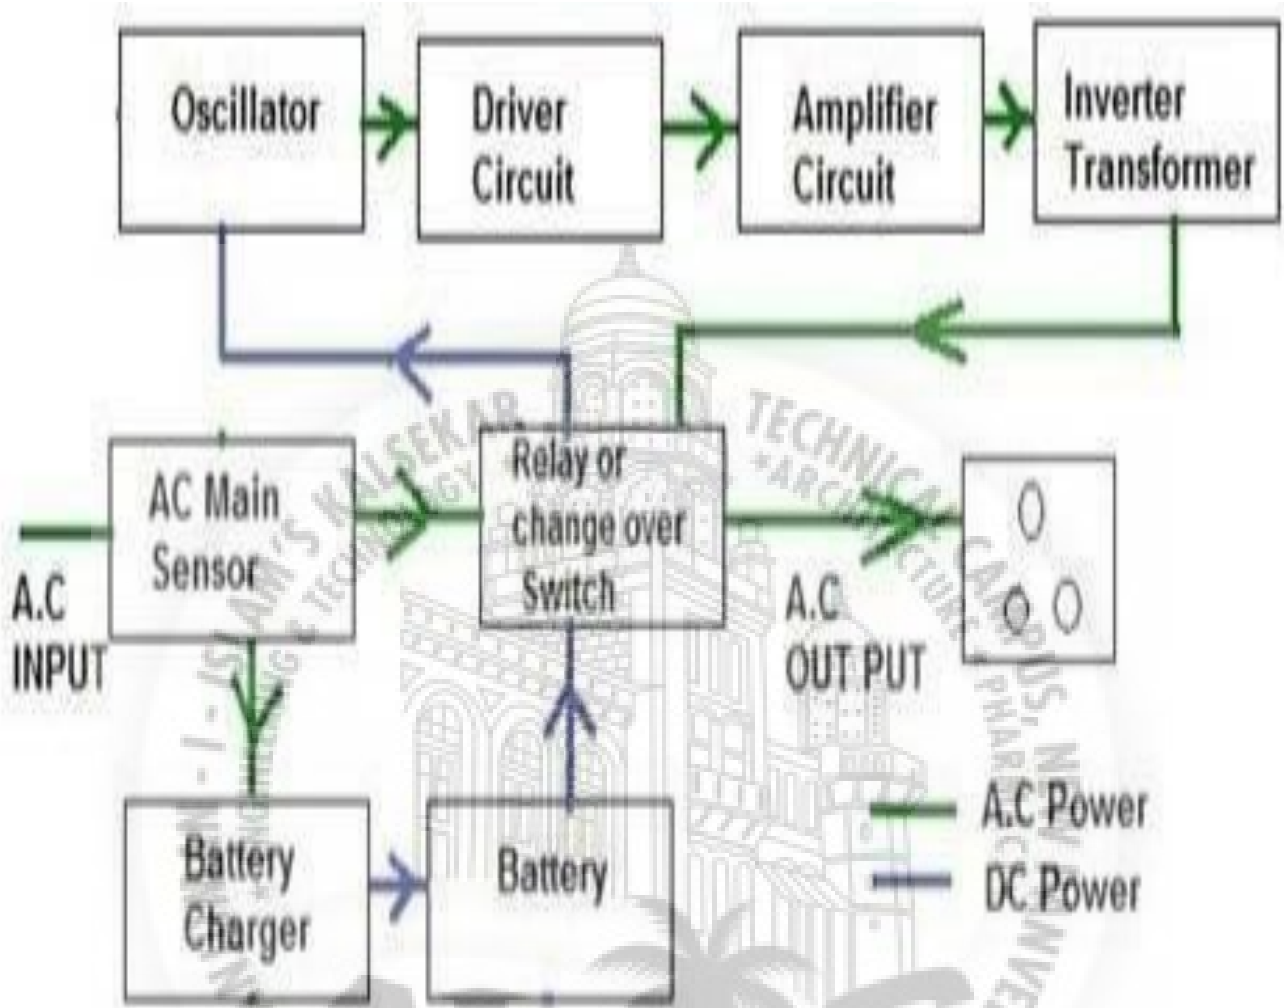 Oscillator
Driver
Circuit
Amplifier
Circuit
Inverter
Transformer
AC Main
Sensor
Relay or
change over
Switch
A.C
INPUT
A.C
OUT PUT
Battery
Charger
Battery
A.C Power
DC Power
KALSEKAR
TECHNICAL CAMPUS,